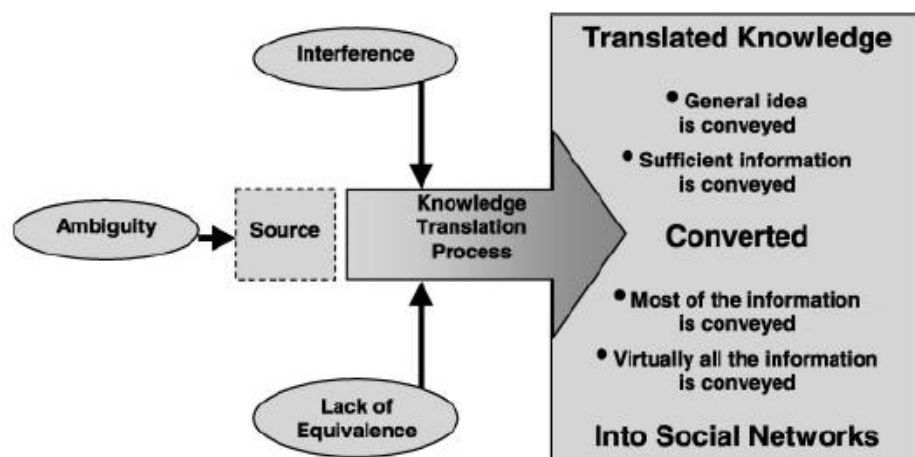 Interference
Ambiguity
Source
Knowledge
Translation
Process
Lack of
Equivalence
Translated Knowledge
• General idea
is conveyed
• Sufficient information
is conveyed
Converted
• Most of the information
is conveyed
• Virtually all the information
is conveyed
Into Social Networks